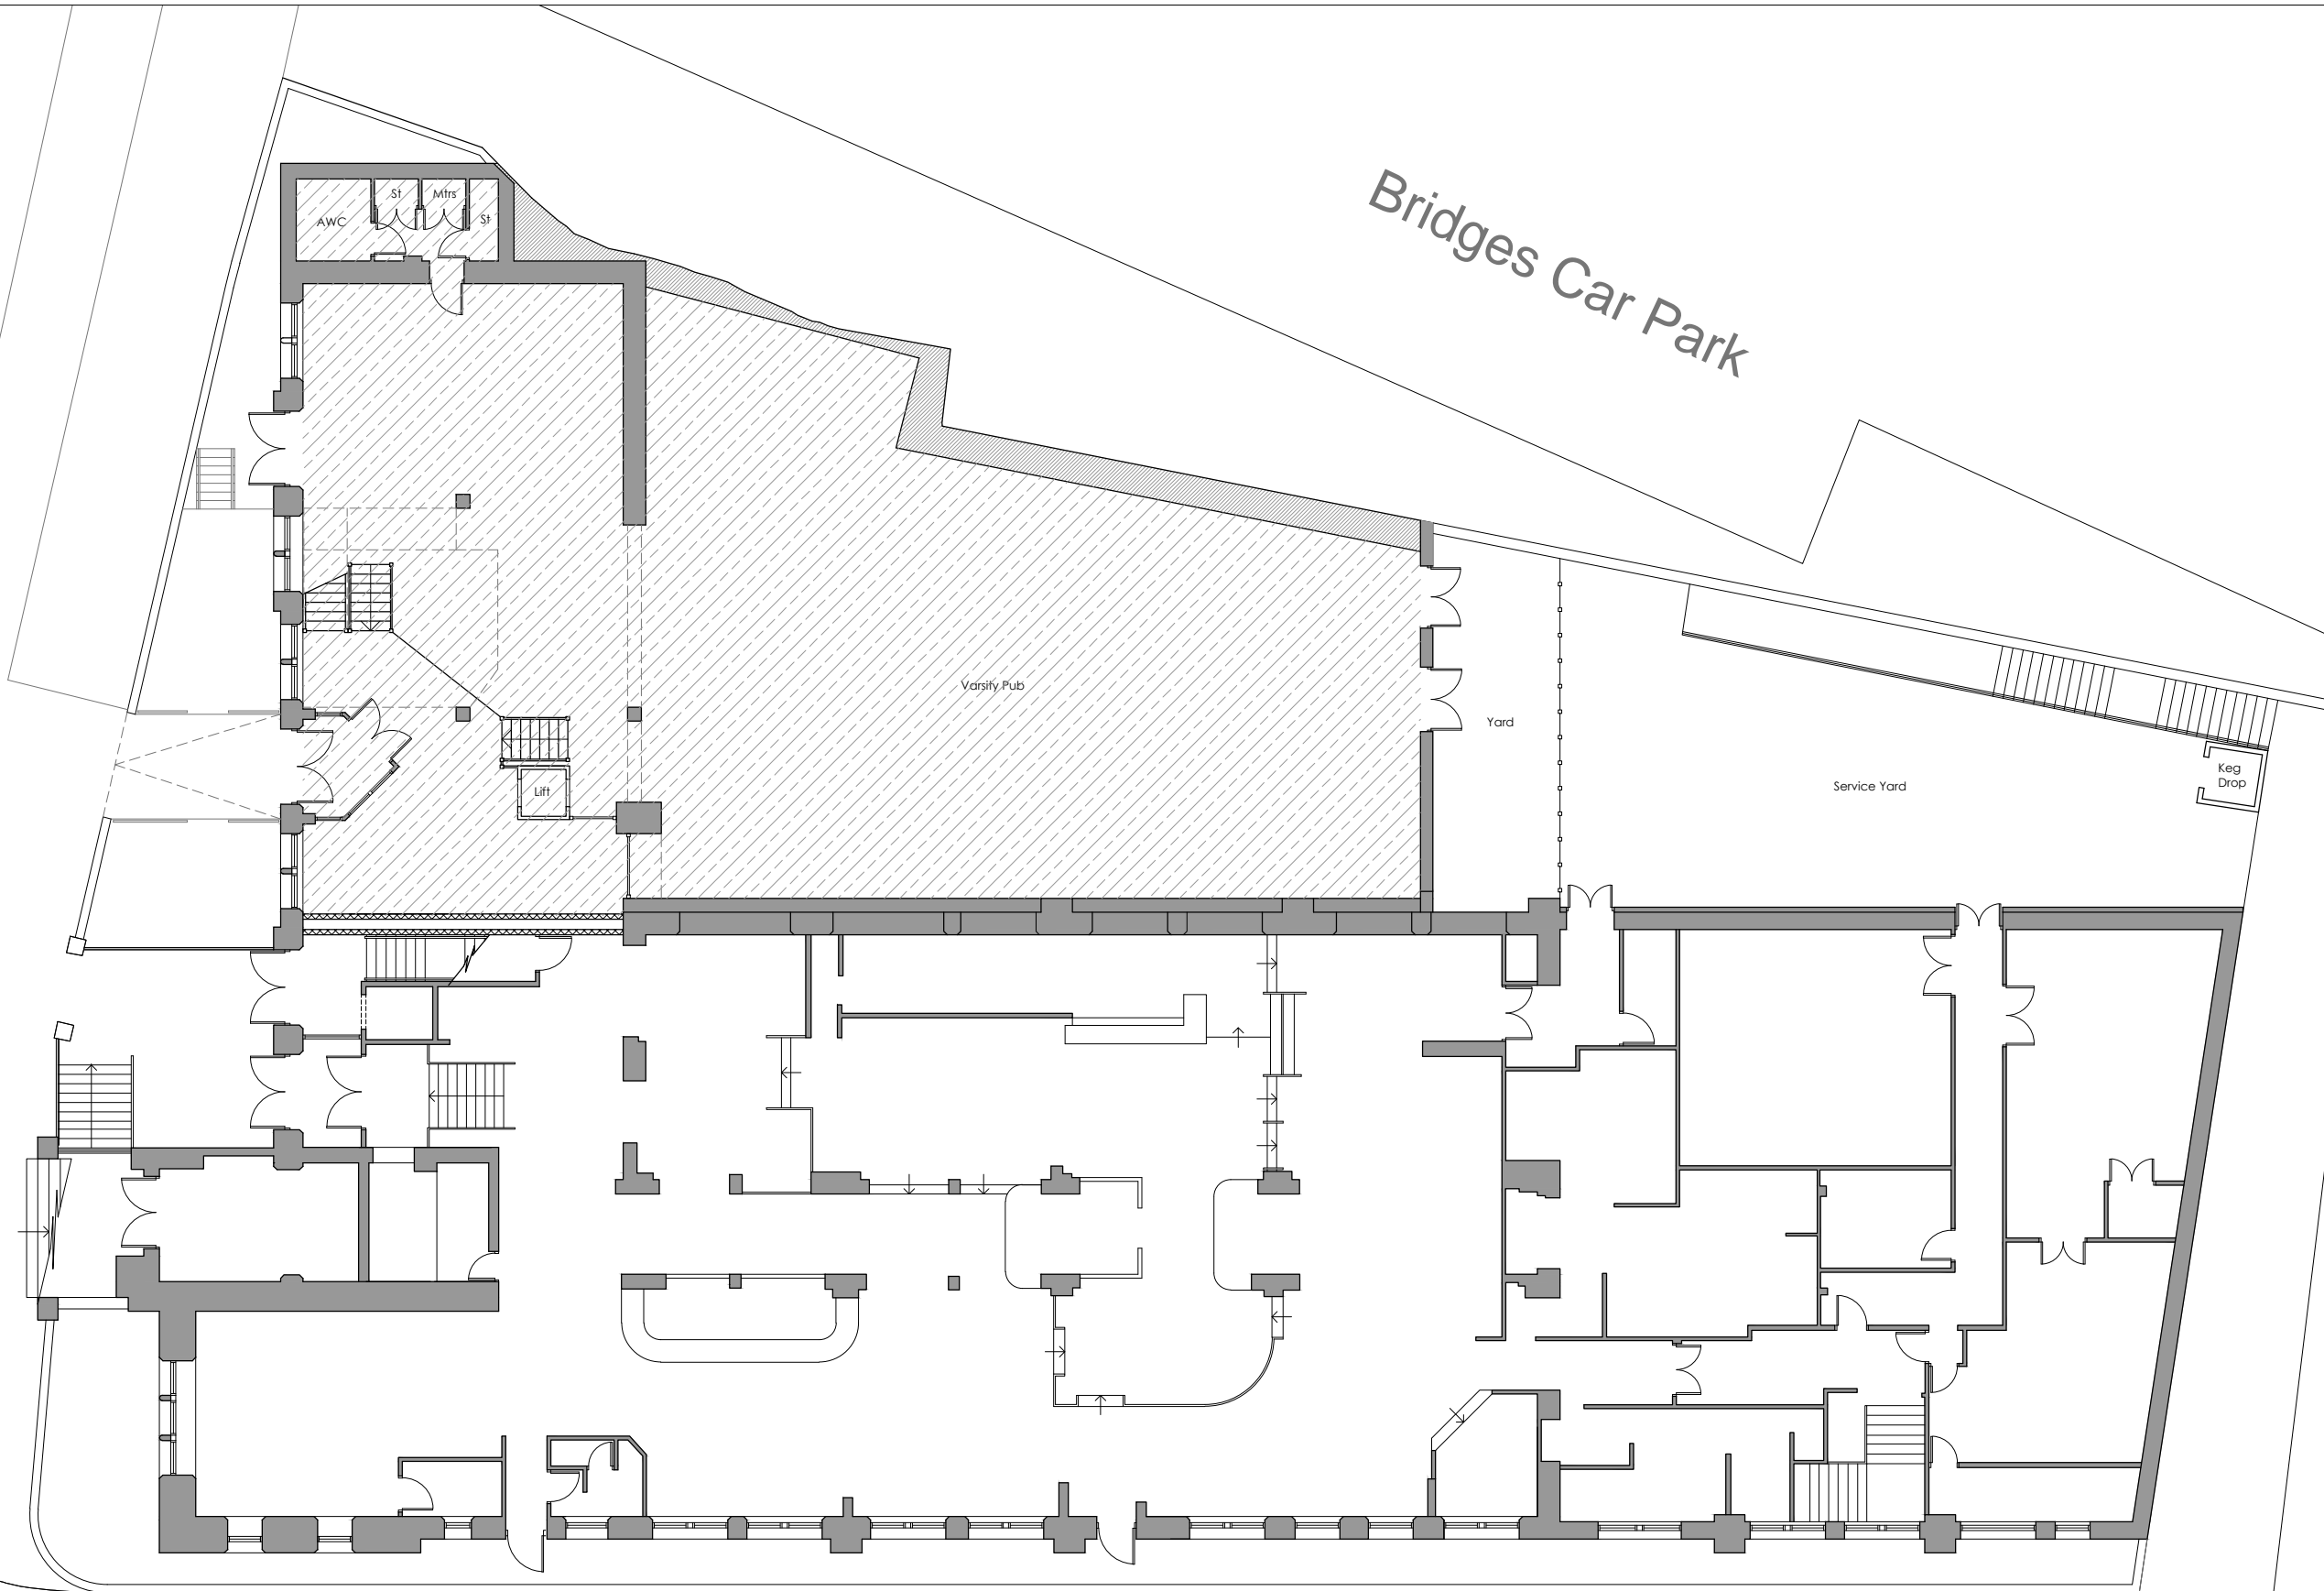 Bridges Car Park
St
Mtrs
AWC
St
Varsity Pub
Yard
Keg
Drop
Service Yard
Lift